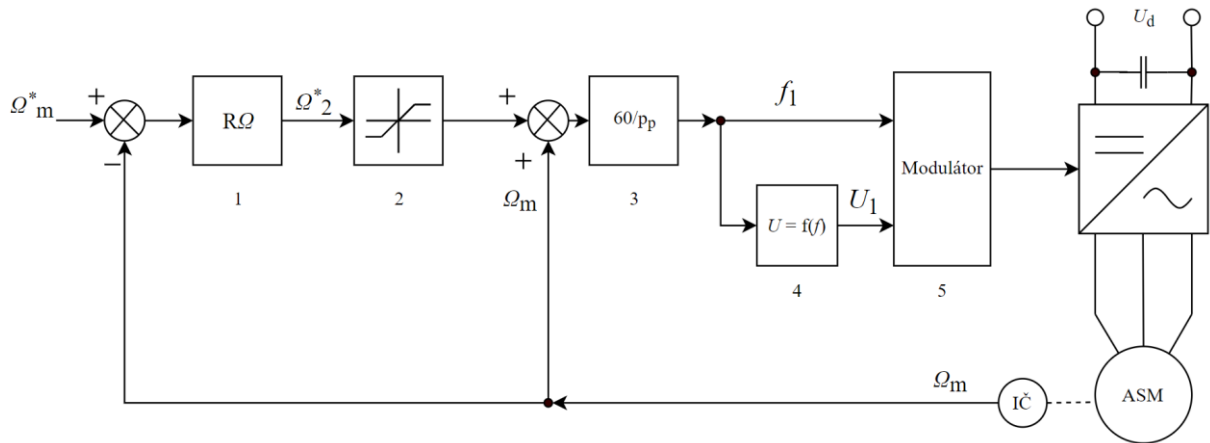 U_d
Ω*_m
+
−
RΩ
1
Ω*_2
2
+
+
Ω_m
60/p_p
3
f_1
U = f(f)
4
U_1
Modulátor
5
Ω_m
IČ
ASM